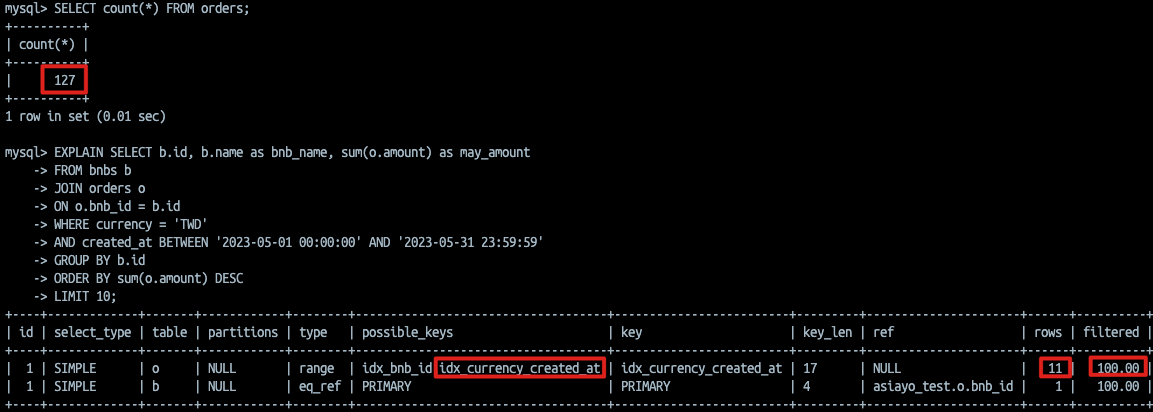 mysql> SELECT count(*) FROM orders;
+----------+
| count(*) |
+----------+
|      127 |
+----------+
1 row in set (0.01 sec)
mysql> EXPLAIN SELECT b.id, b.name as bnb_name, sum(o.amount) as may_amount
    -> FROM bnbs b
    -> JOIN orders o
    -> ON o.bnb_id = b.id
    -> WHERE currency = 'TWD'
    -> AND created_at BETWEEN '2023-05-01 00:00:00' AND '2023-05-31 23:59:59'
    -> GROUP BY b.id
    -> ORDER BY sum(o.amount) DESC
    -> LIMIT 10;
+----+-------------+-------+------------+--------+-----------------------------------+-------------------------+---------+----------------------+------+----------+
| id | select_type | table | partitions | type   | possible_keys                     | key                     | key_len | ref                  | rows | filtered |
+----+-------------+-------+------------+--------+-----------------------------------+-------------------------+---------+----------------------+------+----------+
| 1 | SIMPLE      | o     | NULL       | range  | idx_bnb_id,idx_currency_created_at | idx_currency_created_at | 17      | NULL                 |   11 |   100.00
| 1 | SIMPLE      | b     | NULL       | eq_ref | PRIMARY                           | PRIMARY                 | 4       | asiayo_test.o.bnb_id |    1 |   100.00
+----+-------------+-------+------------+--------+-----------------------------------+-------------------------+---------+----------------------+------+----------+